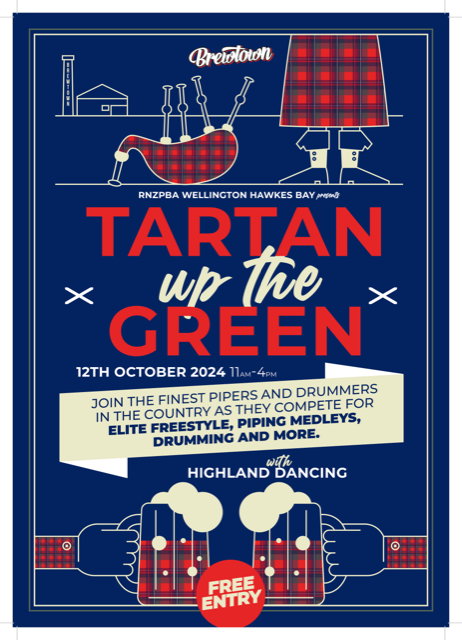 Brewtown
BREWTOWN
RNZPBA WELLINGTON HAWKES BAY presents
TARTAN
up the
GREEN
12TH OCTOBER 2024 11AM-4PM
JOIN THE FINEST PIPERS AND DRUMMERS
IN THE COUNTRY AS THEY COMPETE FOR
ELITE FREESTYLE, PIPING MEDLEYS,
DRUMMING AND MORE.
with
HIGHLAND DANCING
FREE
ENTRY